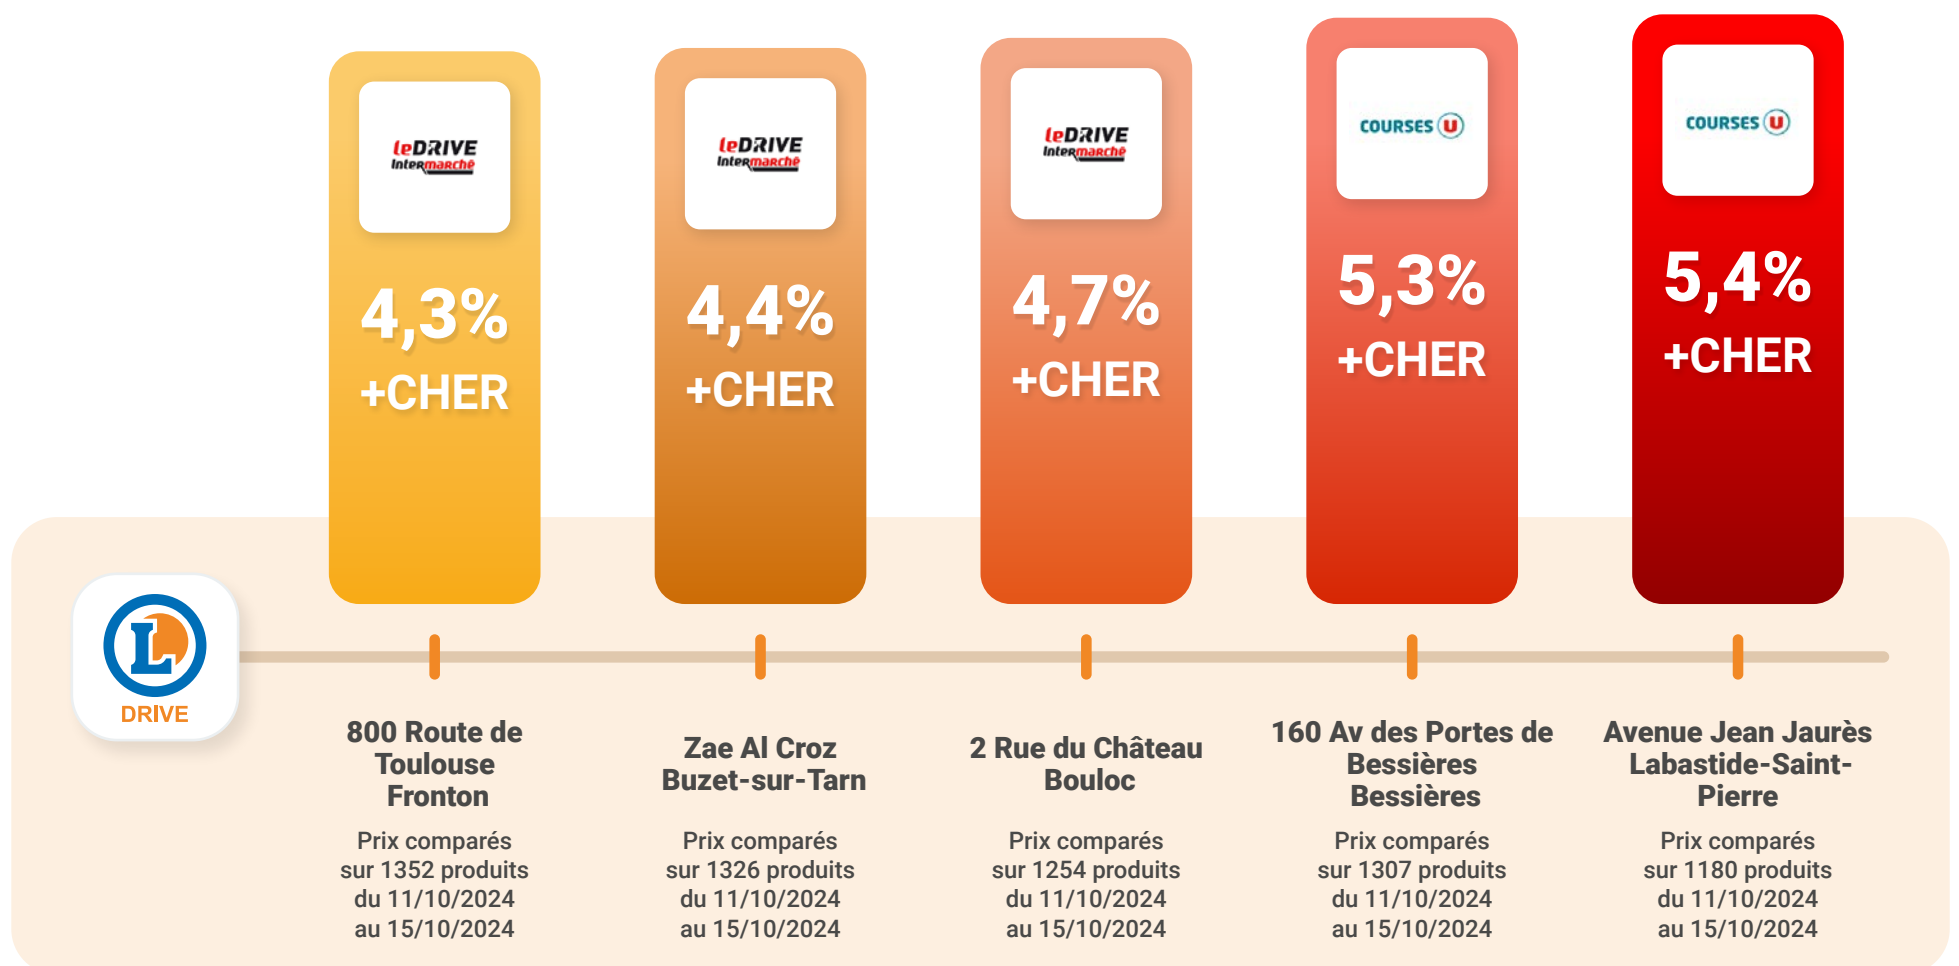 leDRIVE
Intermarché
4,3%
+CHER
leDRIVE
Intermarché
4,4%
+CHER
leDRIVE
Intermarché
4,7%
+CHER
COURSES U
5,3%
+CHER
COURSES U
5,4%
+CHER
L
DRIVE
800 Route de
Toulouse
Fronton
Prix comparés
sur 1352 produits
du 11/10/2024
au 15/10/2024
Zae Al Croz
Buzet-sur-Tarn
Prix comparés
sur 1326 produits
du 11/10/2024
au 15/10/2024
2 Rue du Château
Bouloc
Prix comparés
sur 1254 produits
du 11/10/2024
au 15/10/2024
160 Av des Portes de
Bessières
Bessières
Prix comparés
sur 1307 produits
du 11/10/2024
au 15/10/2024
Avenue Jean Jaurès
Labastide-Saint-
Pierre
Prix comparés
sur 1180 produits
du 11/10/2024
au 15/10/2024